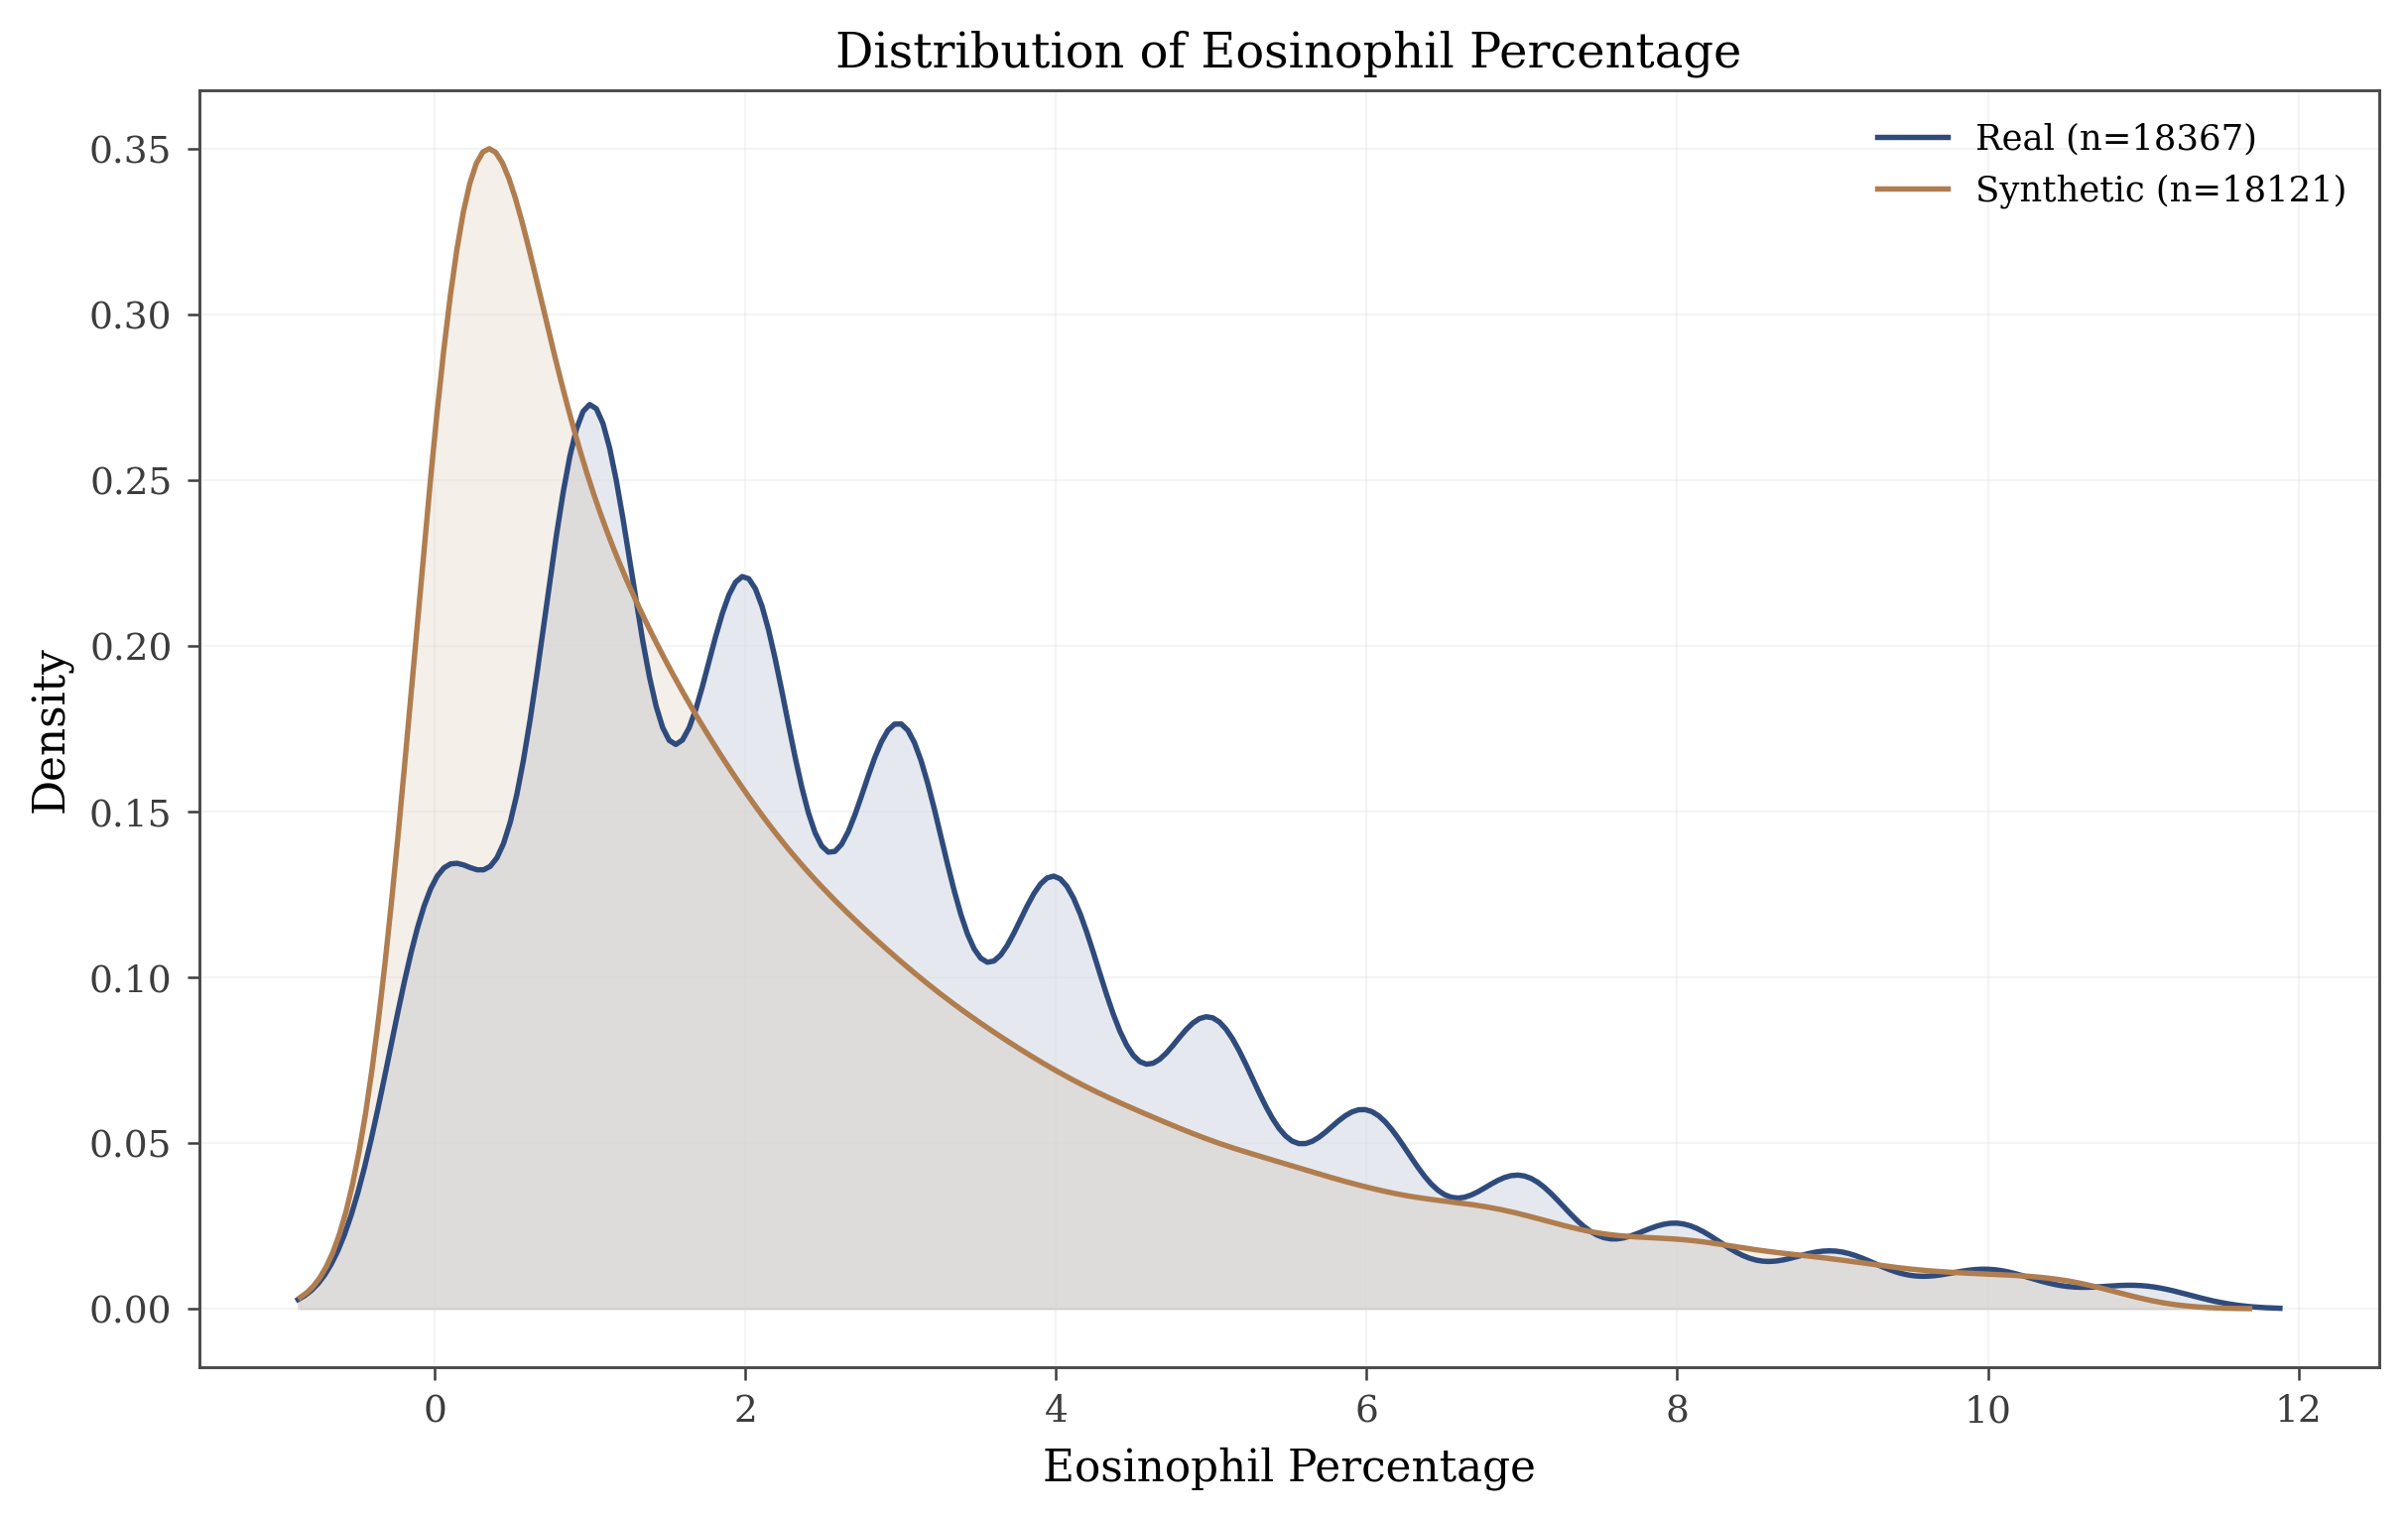 Distribution of Eosinophil Percentage
Real (n=18367)
Synthetic (n=18121)
Density
0.35
0.30
0.25
0.20
0.15
0.10
0.05
0.00
0 2 4 6 8 10 12
Eosinophil Percentage